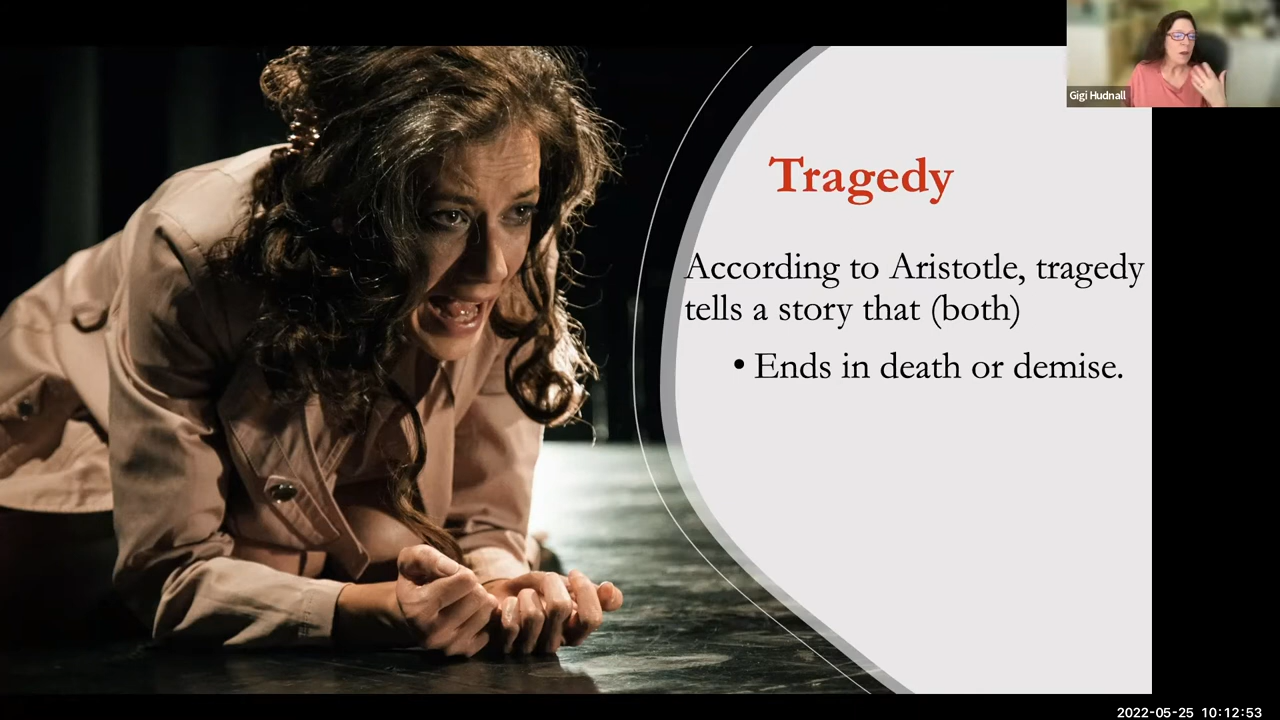 Gigi Hudnall
Tragedy
According to Aristotle, tragedy
tells a story that (both)
• Ends in death or demise.
2022-05-25 10:12:53